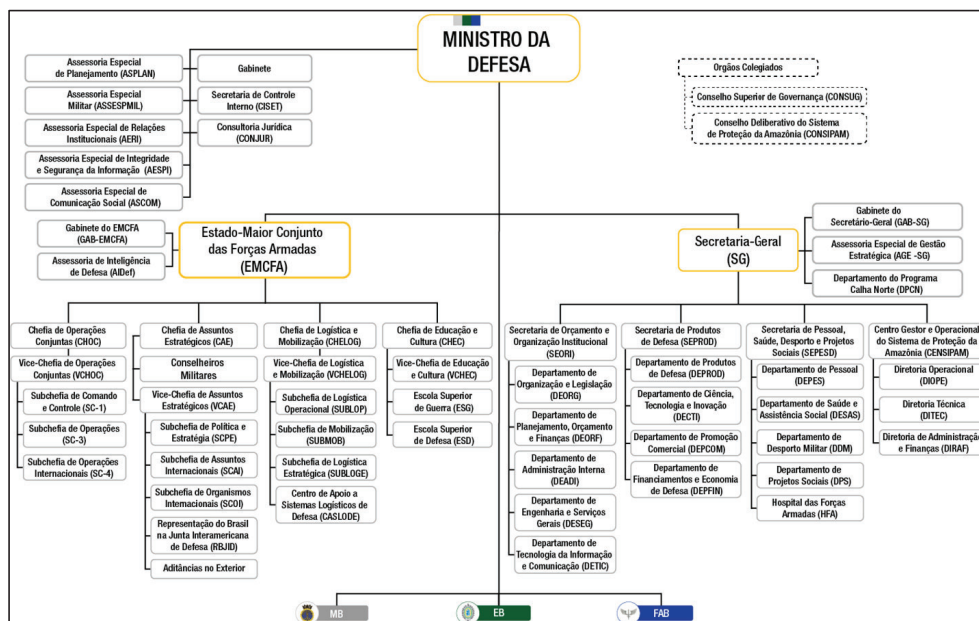 MINISTRO DA
DEFESA
Assessoria Especial
de Planejamento (ASPLAN)
Assessoria Especial
Militar (ASSESPMIL)
Assessoria Especial de Relações
Institucionais (AERI)
Assessoria Especial de Integridade
e Segurança da Informação (AESPI)
Assessoria Especial de
Comunicação Social (ASCOM)
Gabinete
Secretaria de Controle
Interno (CISET)
Consultoria Jurídica
(CONJUR)
Orgãos Colegiados
Conselho Superior de Governança (CONSUG)
Conselho Deliberativo do Sistema
de Proteção da Amazônia (CONSIPAM)
Gabinete do EMCFA
(GAB-EMCFA)
Assessoria de Inteligência
de Defesa (AIDef)
Estado-Maior Conjunto
das Forças Armadas
(EMCFA)
Secretaria-Geral
(SG)
Gabinete do
Secretário-Geral (GAB-SG)
Assessoria Especial de Gestão
Estratégica (AGE -SG)
Departamento do Programa
Calha Norte (DPCN)
Chefia de Operações
Conjuntas (CHOC)
Vice-Chefia de Operações
Conjuntas (VCHOC)
Subchefia de Comando
e Controle (SC-1)
Subchefia de Operações
(SC-3)
Subchefia de Operações
Internacionais (SC-4)
Chefia de Assuntos
Estratégicos (CAE)
Conselheiros
Militares
Vice-Chefia de Assuntos
Estratégicos (VCAE)
Subchefia de Política e
Estratégia (SCPE)
Subchefia de Assuntos
Internacionais (SCAI)
Subchefia de Organismos
Internacionais (SCOI)
Representação do Brasil
na Junta Interamericana
de Defesa (RBJID)
Aditâncias no Exterior
Chefia de Logística e
Mobilização (CHELOG)
Vice-Chefia de Logística
e Mobilização (VCHELOG)
Subchefia de Logística
Operacional (SUBLOP)
Subchefia de Mobilização
(SUBMOB)
Subchefia de Logística
Estratégica (SUBLOGE)
Centro de Apoio a
Sistemas Logísticos de
Defesa (CASLODE)
Chefia de Educação e
Cultura (CHEC)
Vice-Chefia de Educação
e Cultura (VCHEC)
Escola Superior
de Guerra (ESG)
Escola Superior
de Defesa (ESD)
Secretaria de Orçamento e
Organização Institucional
(SEORI)
Departamento de
Organização e Legislação
(DEORG)
Departamento de
Planejamento, Orçamento
e Finanças (DEORF)
Departamento de
Administração Interna
(DEADI)
Departamento de
Engenharia e Serviços
Gerais (DESEG)
Departamento de
Tecnologia da Informação
e Comunicação (DETIC)
Secretaria de Produtos
de Defesa (SEPROD)
Departamento de Produtos
de Defesa (DEPROD)
Departamento de Ciência,
Tecnologia e Inovação
(DECTI)
Departamento de Promoção
Comercial (DEPCOM)
Departamento de
Financiamentos e Economia
de Defesa (DEPFIN)
Secretaria de Pessoal,
Saúde, Desporto e Projetos
Sociais (SEPESD)
Departamento de Pessoal
(DEPES)
Departamento de Saúde e
Assistência Social (DESAS)
Departamento de
Desporto Militar (DDM)
Departamento de
Projetos Sociais (DPS)
Hospital das Forças
Armadas (HFA)
Centro Gestor e Operacional
do Sistema de Proteção da
Amazônia (CENSIPAM)
Diretoria Operacional
(DIOPE)
Diretoria Técnica
(DITEC)
Diretoria de Administração
e Finanças (DIRAF)
MB
EB
FAB